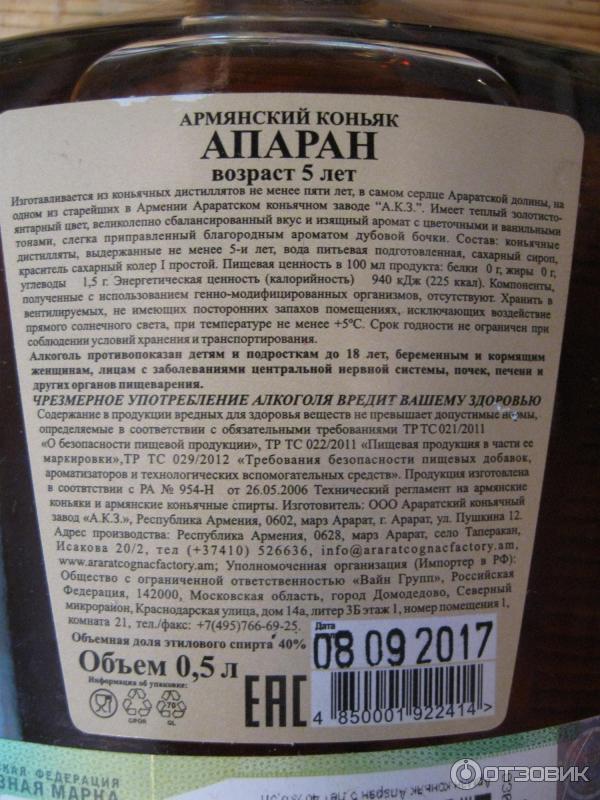 АРМЯНСКИЙ КОНЬЯК
АПАРАН
возраст 5 лет
Изготавливается из коньячных дистиллятов не менее пяти лет, в самом сердце Араратской долины, на
одном из старейших в Армении Араратском коньячном заводе "А.К.З.". Имеет теплый золотисто-
янтарный цвет, великолепно сбалансированный вкус и изящный аромат с цветочными и ванильными
тонами, слегка приправленный благородным ароматом дубовой бочки. Состав: коньячные
дистилляты, выдержанные не менее 5-и лет, вода питьевая подготовленная, сахарный сироп,
краситель сахарный колер I простой. Пищевая ценность в 100 мл продукта: белки 0 г, жиры 0 г,
углеводы 1,5 г. Энергетическая ценность (калорийность) 940 кДж (225 ккал). Компоненты,
полученные с использованием генно-модифицированных организмов, отсутствуют. Хранить в
вентилируемых, не имеющих посторонних запахов помещениях, исключающих воздействие
прямого солнечного света, при температуре не менее +5°С. Срок годности не ограничен при
соблюдении условий хранения и транспортирования.
Алкоголь противопоказан детям и подросткам до 18 лет, беременным и кормящим
женщинам, лицам с заболеваниями центральной нервной системы, почек, печени и
других органов пищеварения.
ЧРЕЗМЕРНОЕ УПОТРЕБЛЕНИЕ АЛКОГОЛЯ ВРЕДИТ ВАШЕМУ ЗДОРОВЬЮ
Содержание в продукции вредных для здоровья веществ не превышает допустимые нормы,
определяемые в соответствии с обязательными требованиями ТР ТС 021/2011
«О безопасности пищевой продукции», ТР ТС 022/2011 «Пищевая продукция в части ее
маркировки»,ТР ТС 029/2012 «Требования безопасности пищевых добавок,
ароматизаторов и технологических вспомогательных средств». Продукция изготовлена
в соответствии с РА № 954-Н от 26.05.2006 Технический регламент на армянские
коньяки и армянские коньячные спирты. Изготовитель: ООО Араратский коньячный
завод «А.К.З.», Республика Армения, 0602, марз Арарат, г. Арарат, ул. Пушкина 12.
Адрес производства: Республика Армения, 0628, марз Арарат, село Таперакан,
Исакова 20/2, тел (+37410) 526636, info@araratcognacfactory.am,
www.araratcognacfactory.am; Уполномоченная организация (Импортер в РФ):
Общество с ограниченной ответственностью «Вайн Групп», Российская
Федерация, 142000, Московская область, город Домодедово, Северный
микрорайон, Краснодарская улица, дом 14а, литер 3Б этаж 1, номер помещения 1,
комната 21, тел./факс: +7(495)766-69-25.
Объемная доля этилового спирта 40%
Дата
08 09 2017
Объем 0,5 л
Информация об упаковке:
GPOR
70
GL
EAC
4 850001 922414
СКАЯ ФЕДЕРАЦИЯ
ЗНАЯ МАРКА
коньяк Апаран 5 лет
ОТЗОВИК